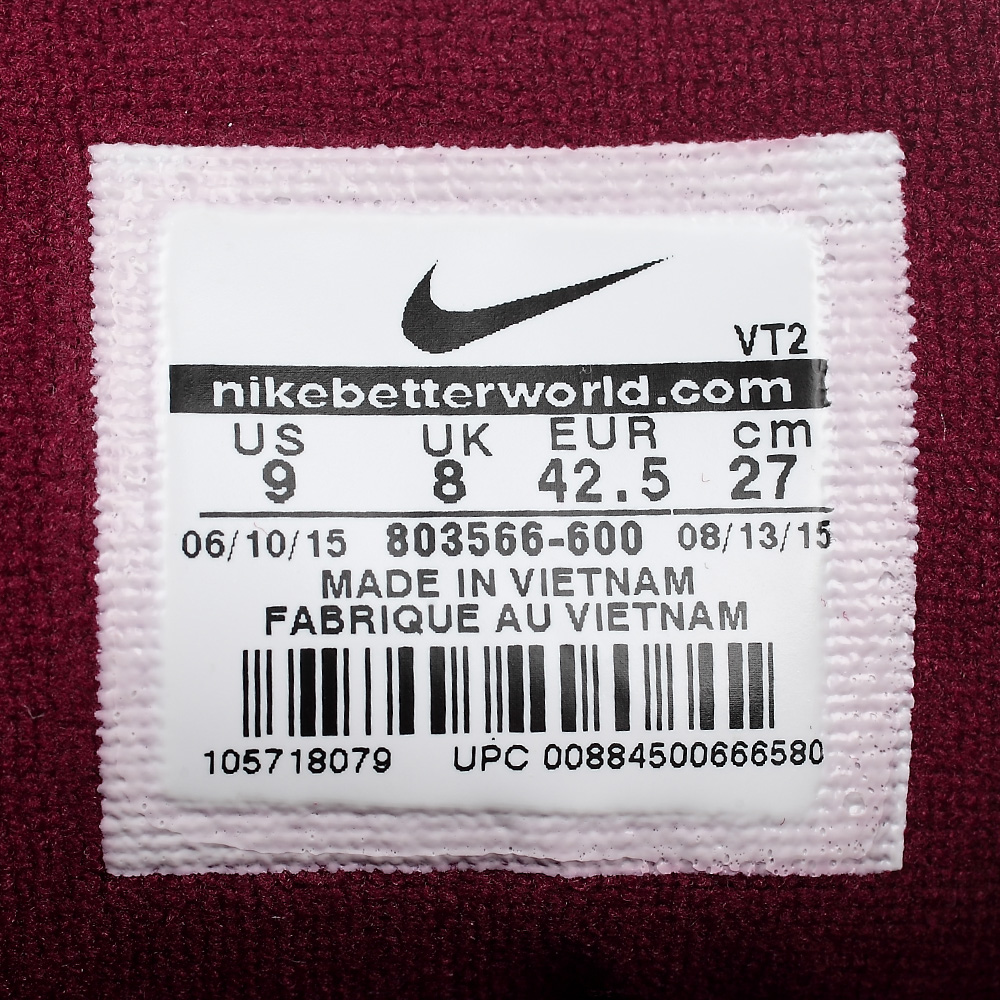 VT2
nikebetterworld.com
US UK EUR cm
9 8 42.5 27
06/10/15 803566-600 08/13/15
MADE IN VIETNAM
FABRIQUE AU VIETNAM
105718079 UPC 00884500666580